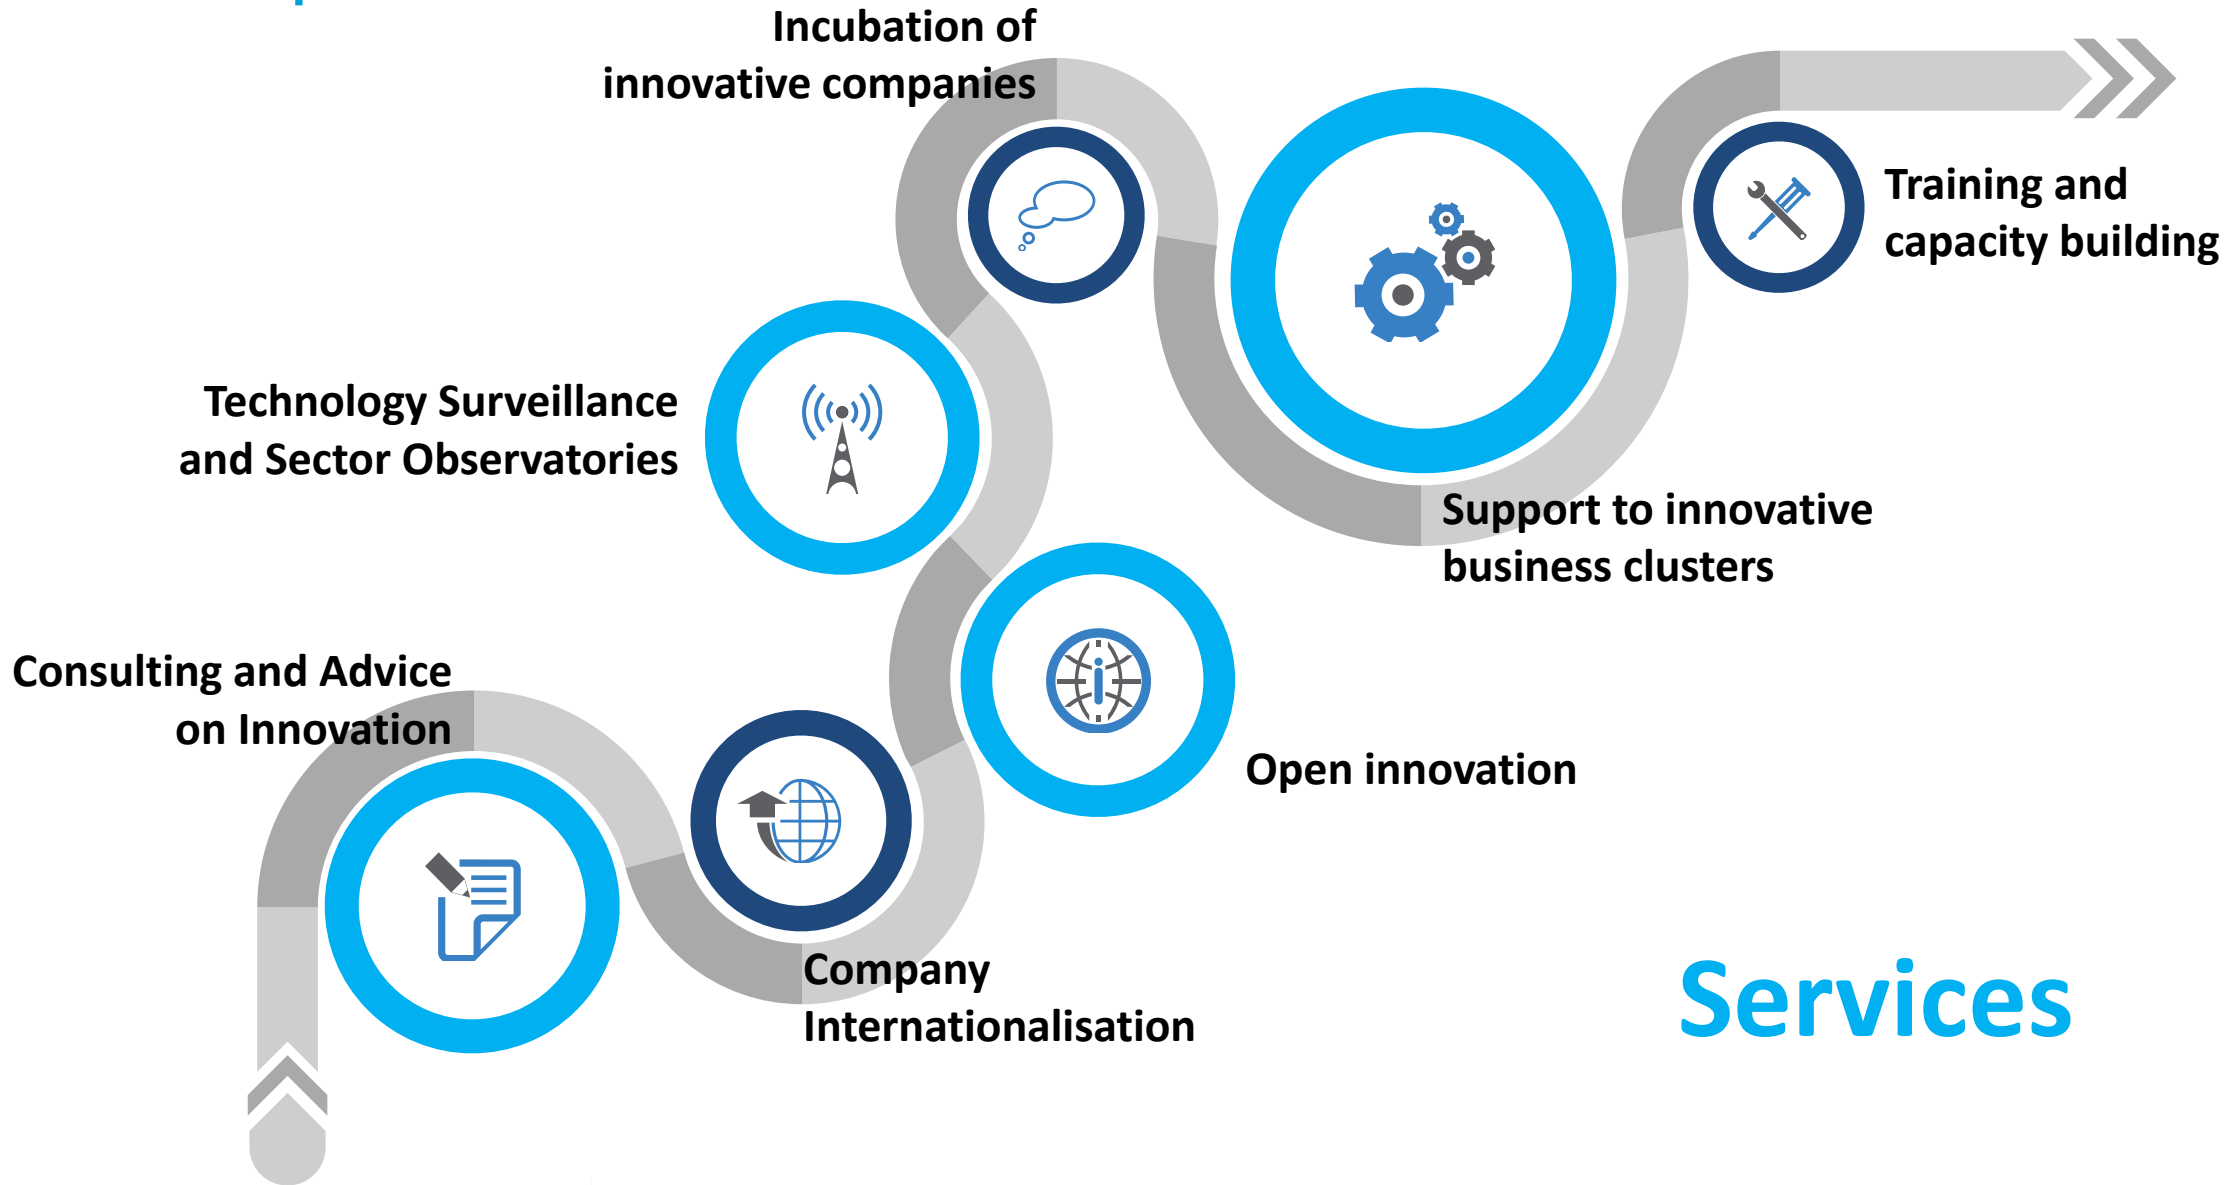 Incubation of
innovative companies
Training and
capacity building
Technology Surveillance
and Sector Observatories
Support to innovative
business clusters
Consulting and Advice
on Innovation
Open innovation
Company
Internationalisation
Services